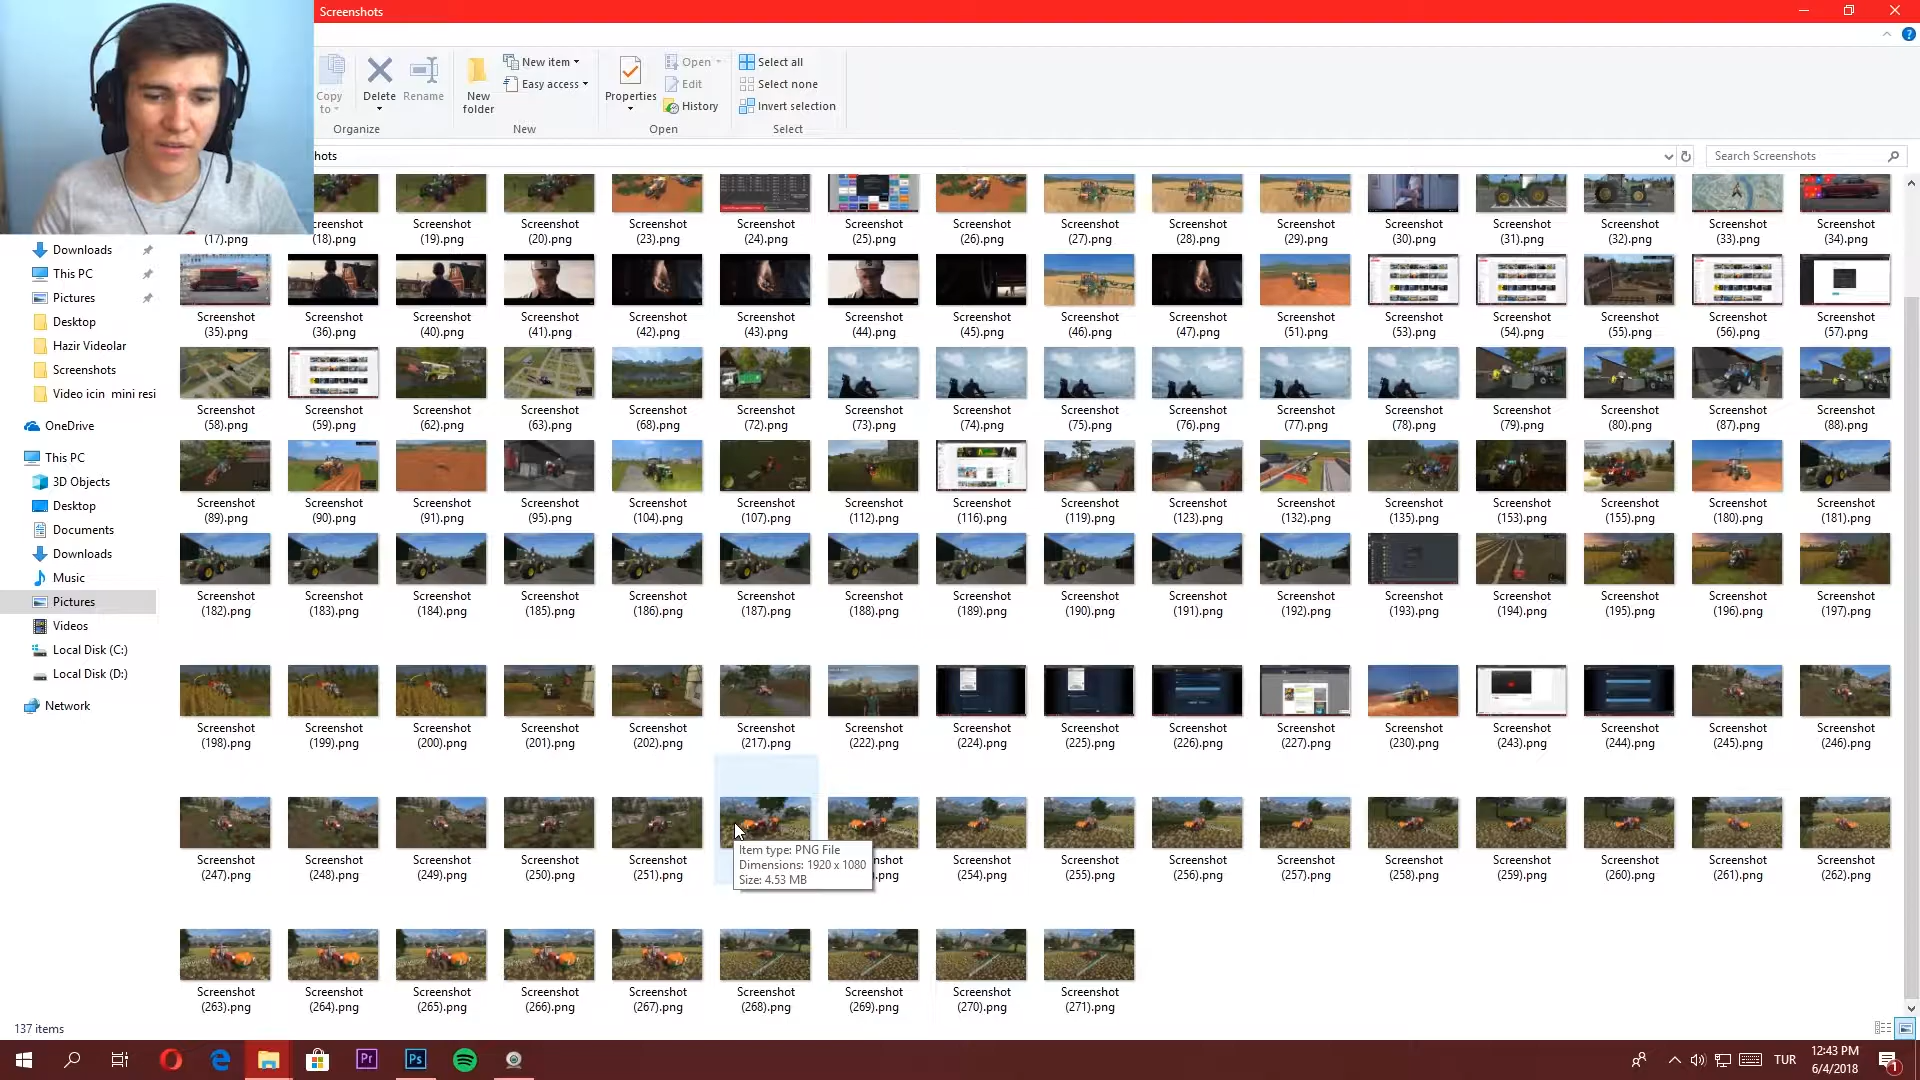 Screenshots
Copy to
Delete
Rename
Organize
New folder
New item
Easy access
New
Properties
Open
Edit
History
Open
Select all
Select none
Invert selection
Select
hots
Search Screenshots
Downloads
This PC
Pictures
Desktop
Hazir Videolar
Screenshots
Video icin mini resi
OneDrive
This PC
3D Objects
Desktop
Documents
Downloads
Music
Pictures
Videos
Local Disk (C:)
Local Disk (D:)
Network
(17).png
Screenshot (18).png
Screenshot (19).png
Screenshot (20).png
Screenshot (23).png
Screenshot (24).png
Screenshot (25).png
Screenshot (26).png
Screenshot (27).png
Screenshot (28).png
Screenshot (29).png
Screenshot (30).png
Screenshot (31).png
Screenshot (32).png
Screenshot (33).png
Screenshot (34).png
Screenshot (35).png
Screenshot (36).png
Screenshot (40).png
Screenshot (41).png
Screenshot (42).png
Screenshot (43).png
Screenshot (44).png
Screenshot (45).png
Screenshot (46).png
Screenshot (47).png
Screenshot (51).png
Screenshot (53).png
Screenshot (54).png
Screenshot (55).png
Screenshot (56).png
Screenshot (57).png
Screenshot (58).png
Screenshot (59).png
Screenshot (62).png
Screenshot (63).png
Screenshot (68).png
Screenshot (72).png
Screenshot (73).png
Screenshot (74).png
Screenshot (75).png
Screenshot (76).png
Screenshot (77).png
Screenshot (78).png
Screenshot (79).png
Screenshot (80).png
Screenshot (87).png
Screenshot (88).png
Screenshot (89).png
Screenshot (90).png
Screenshot (91).png
Screenshot (95).png
Screenshot (104).png
Screenshot (107).png
Screenshot (112).png
Screenshot (116).png
Screenshot (119).png
Screenshot (123).png
Screenshot (132).png
Screenshot (135).png
Screenshot (153).png
Screenshot (155).png
Screenshot (180).png
Screenshot (181).png
Screenshot (182).png
Screenshot (183).png
Screenshot (184).png
Screenshot (185).png
Screenshot (186).png
Screenshot (187).png
Screenshot (188).png
Screenshot (189).png
Screenshot (190).png
Screenshot (191).png
Screenshot (192).png
Screenshot (193).png
Screenshot (194).png
Screenshot (195).png
Screenshot (196).png
Screenshot (197).png
Screenshot (198).png
Screenshot (199).png
Screenshot (200).png
Screenshot (201).png
Screenshot (202).png
Screenshot (217).png
Screenshot (222).png
Screenshot (224).png
Screenshot (225).png
Screenshot (226).png
Screenshot (227).png
Screenshot (230).png
Screenshot (243).png
Screenshot (244).png
Screenshot (245).png
Screenshot (246).png
Screenshot (247).png
Screenshot (248).png
Screenshot (249).png
Screenshot (250).png
Screenshot (251).png
Item type: PNG File
Dimensions: 1920 x 1080
Size: 4.53 MB
nshot
.png
Screenshot (254).png
Screenshot (255).png
Screenshot (256).png
Screenshot (257).png
Screenshot (258).png
Screenshot (259).png
Screenshot (260).png
Screenshot (261).png
Screenshot (262).png
Screenshot (263).png
Screenshot (264).png
Screenshot (265).png
Screenshot (266).png
Screenshot (267).png
Screenshot (268).png
Screenshot (269).png
Screenshot (270).png
Screenshot (271).png
137 items
Pr
Ps
TUR
12:43 PM
6/4/2018
1